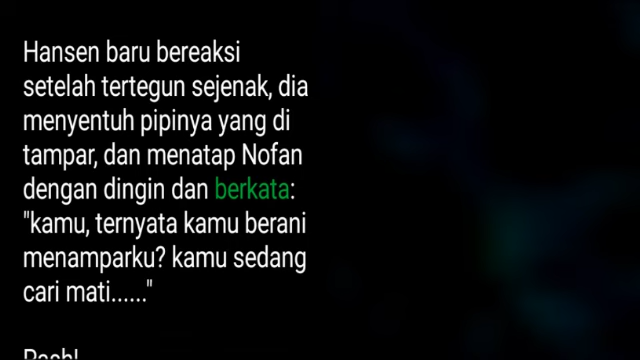 Hansen baru bereaksi
setelah tertegun sejenak, dia
menyentuh pipinya yang di
tampar, dan menatap Nofan
dengan dingin dan berkata:
"kamu, ternyata kamu berani
menamparku? kamu sedang
cari mati......"